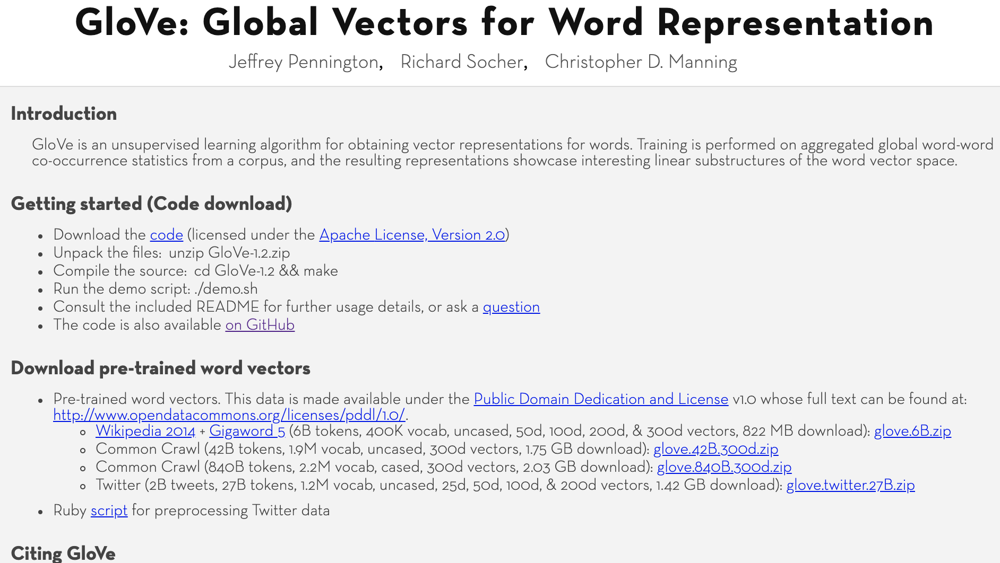 GloVe: Global Vectors for Word Representation
Jeffrey Pennington, Richard Socher, Christopher D. Manning
Introduction
GloVe is an unsupervised learning algorithm for obtaining vector representations for words. Training is performed on aggregated global word-word
co-occurrence statistics from a corpus, and the resulting representations showcase interesting linear substructures of the word vector space.
Getting started (Code download)
• Download the code (licensed under the Apache License, Version 2.0)
• Unpack the files: unzip GloVe-1.2.zip
• Compile the source: cd GloVe-1.2 && make
• Run the demo script: ./demo.sh
• Consult the included README for further usage details, or ask a question
• The code is also available on GitHub
Download pre-trained word vectors
• Pre-trained word vectors. This data is made available under the Public Domain Dedication and License v1.0 whose full text can be found at:
http://www.opendatacommons.org/licenses/pddl/1.0/.
◦ Wikipedia 2014 + Gigaword 5 (6B tokens, 400K vocab, uncased, 50d, 100d, 200d, & 300d vectors, 822 MB download): glove.6B.zip
◦ Common Crawl (42B tokens, 1.9M vocab, uncased, 300d vectors, 1.75 GB download): glove.42B.300d.zip
◦ Common Crawl (840B tokens, 2.2M vocab, cased, 300d vectors, 2.03 GB download): glove.840B.300d.zip
◦ Twitter (2B tweets, 27B tokens, 1.2M vocab, uncased, 25d, 50d, 100d, & 200d vectors, 1.42 GB download): glove.twitter.27B.zip
• Ruby script for preprocessing Twitter data
Citing GloVe